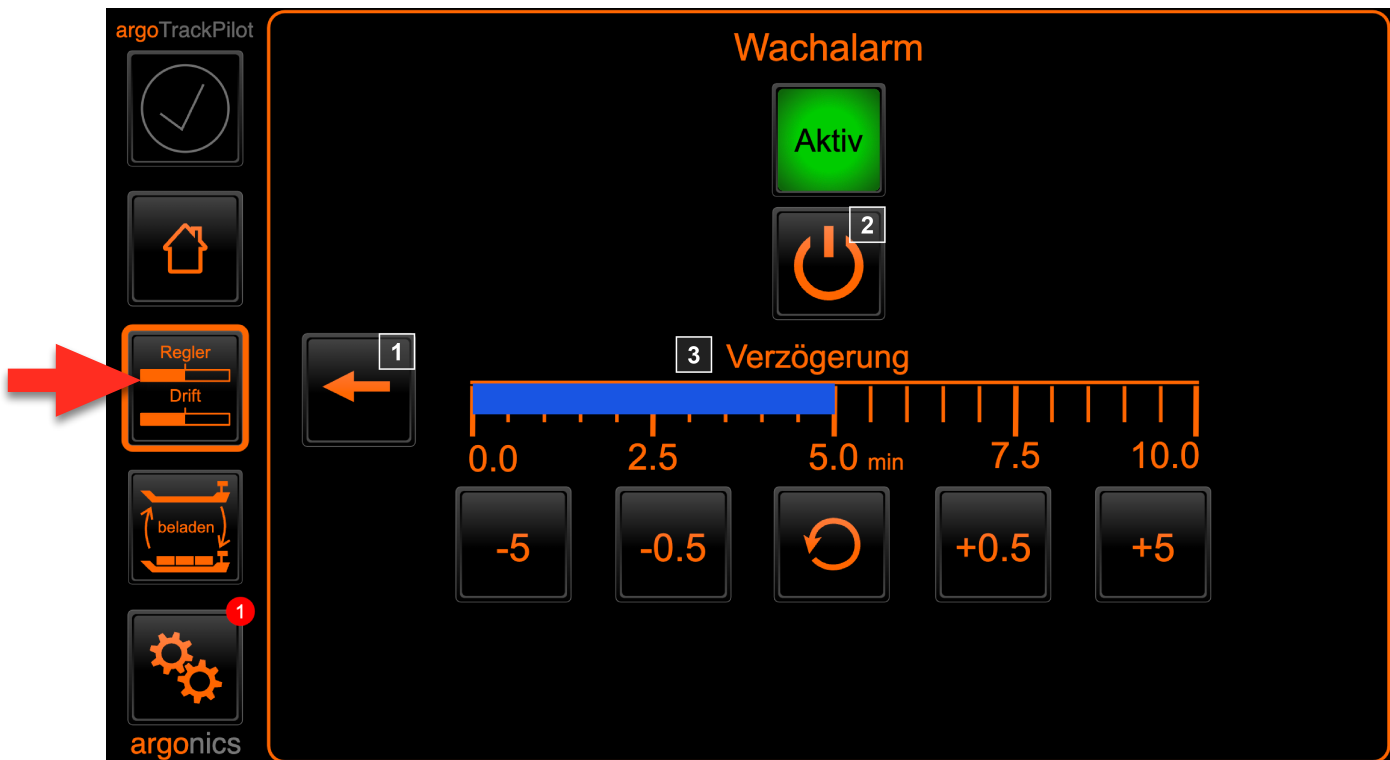 argoTrackPilot
Regler
Drift
beladen
1
argonics
Wachalarm
Aktiv
2
1
3 Verzögerung
0.0 2.5 5.0 min 7.5 10.0
-5 -0.5 +0.5 +5